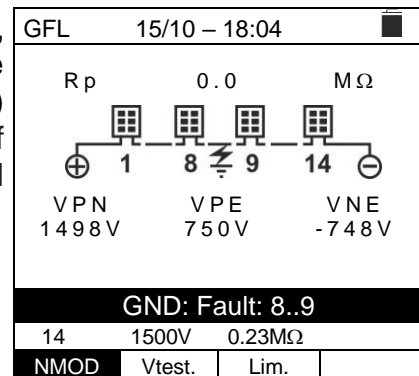 GFL 15/10 – 18:04
Rp 0.0 MΩ
1 8 9 14
VPN VPE VNE
1498V 750V -748V
GND: Fault: 8..9
14 1500V 0.23MΩ
NMOD Vtest. Lim.